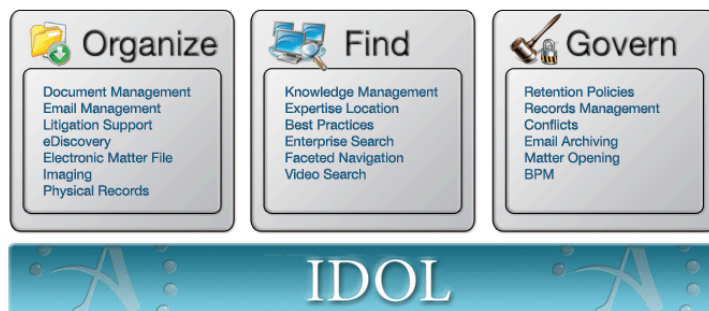 Organize
Document Management
Email Management
Litigation Support
eDiscovery
Electronic Matter File
Imaging
Physical Records
Find
Knowledge Management
Expertise Location
Best Practices
Enterprise Search
Faceted Navigation
Video Search
Govern
Retention Policies
Records Management
Conflicts
Email Archiving
Matter Opening
BPM
IDOL